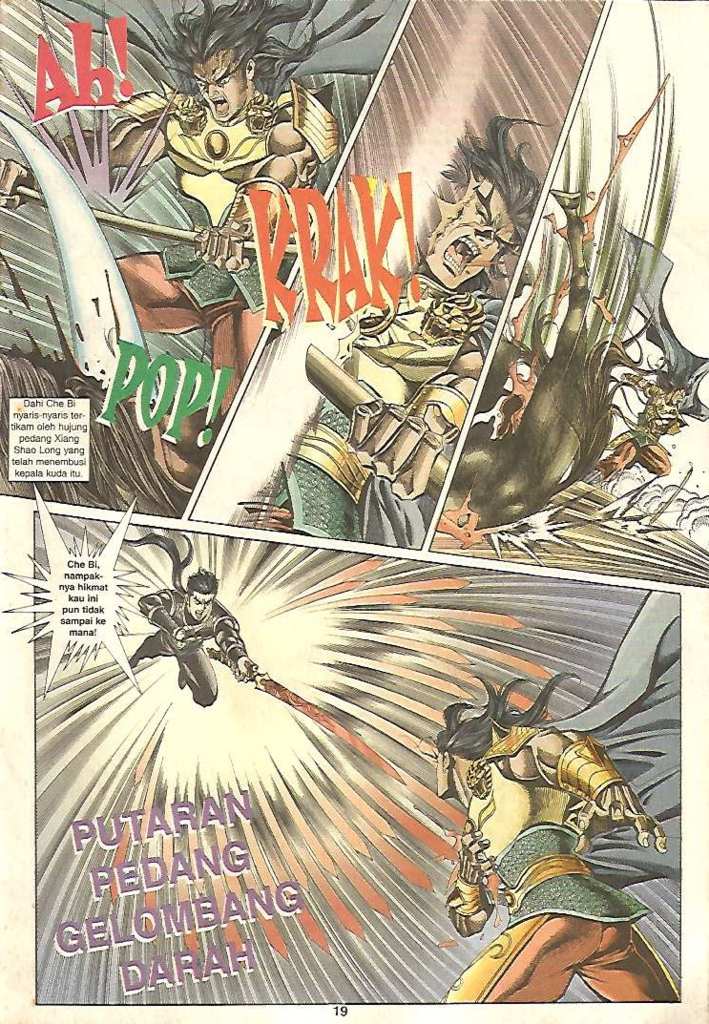 Ah!
KRAK!
POP!
Dahi Che Bi
nyaris-nyaris ter-
tikam oleh hujung
pedang Xiang
Shao Long yang
telah menembusi
kepala kuda itu.
Che Bi,
nampak-
nya hikmat
kau ini
pun tidak
sampai ke
mana!
PUTARAN
PEDANG
GELOMBANG
DARAH
19